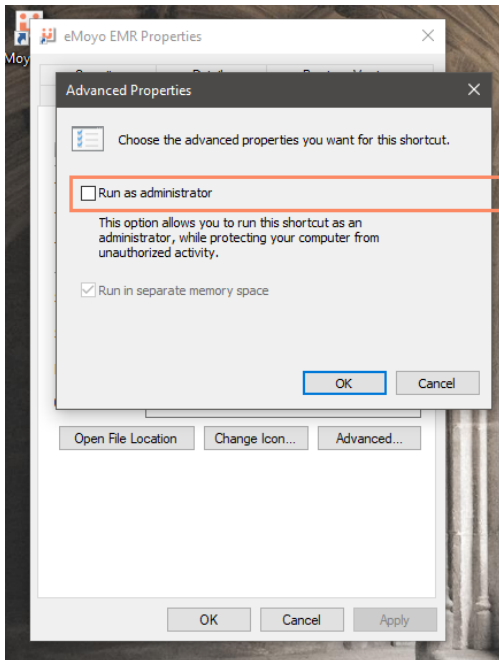 eMoyo EMR Properties
Moy
Advanced Properties
Choose the advanced properties you want for this shortcut.
Run as administrator
This option allows you to run this shortcut as an
administrator, while protecting your computer from
unauthorized activity.
Run in separate memory space
OK
Cancel
Open File Location
Change Icon...
Advanced...
OK
Cancel
Apply